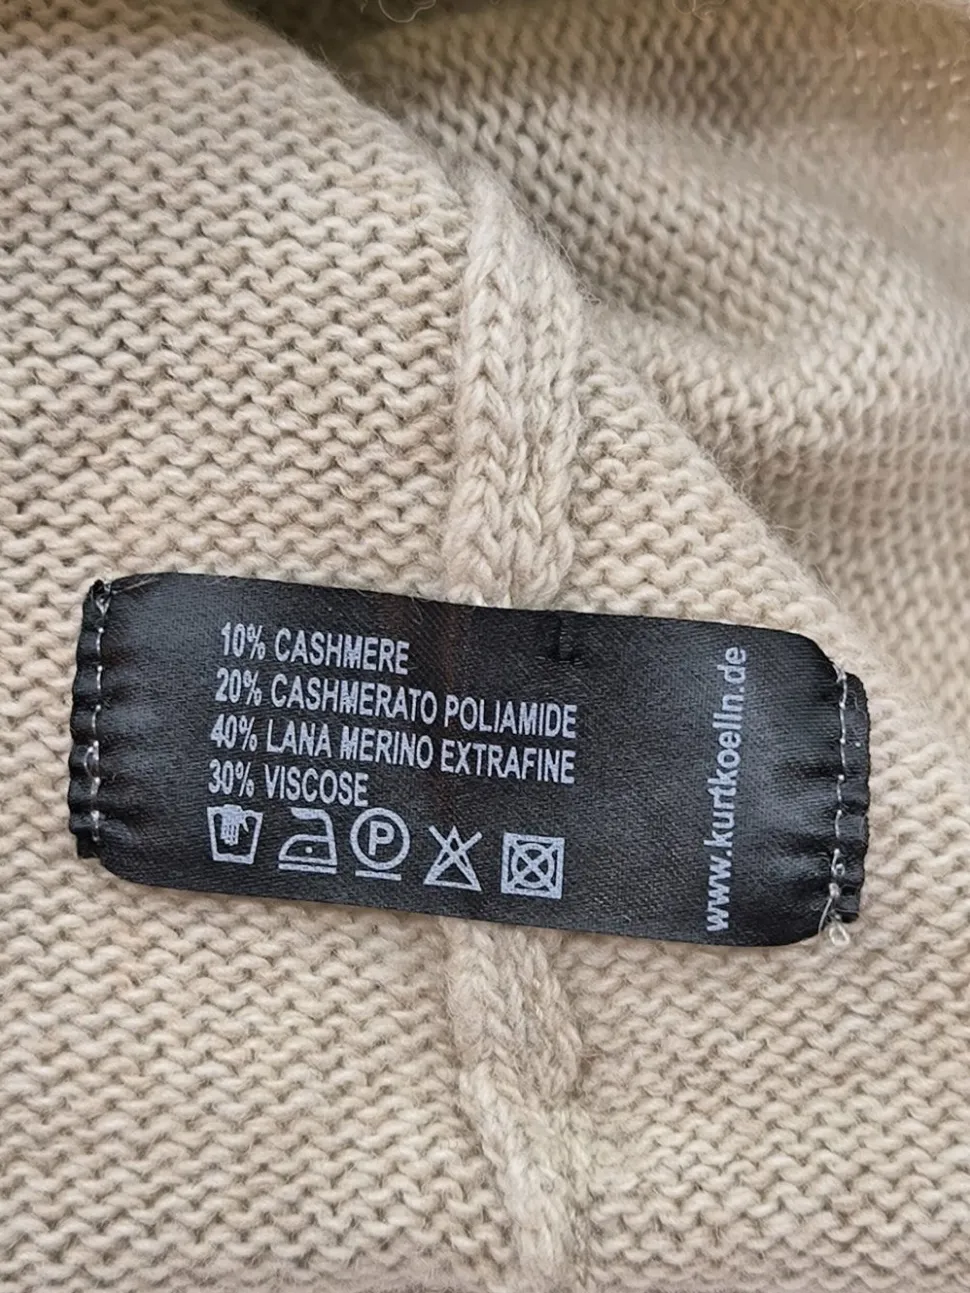 10% CASHMERE
20% CASHMERATO POLIAMIDE
40% LANA MERINO EXTRAFINE
30% VISCOSE
P
www.kurtkoelln.de